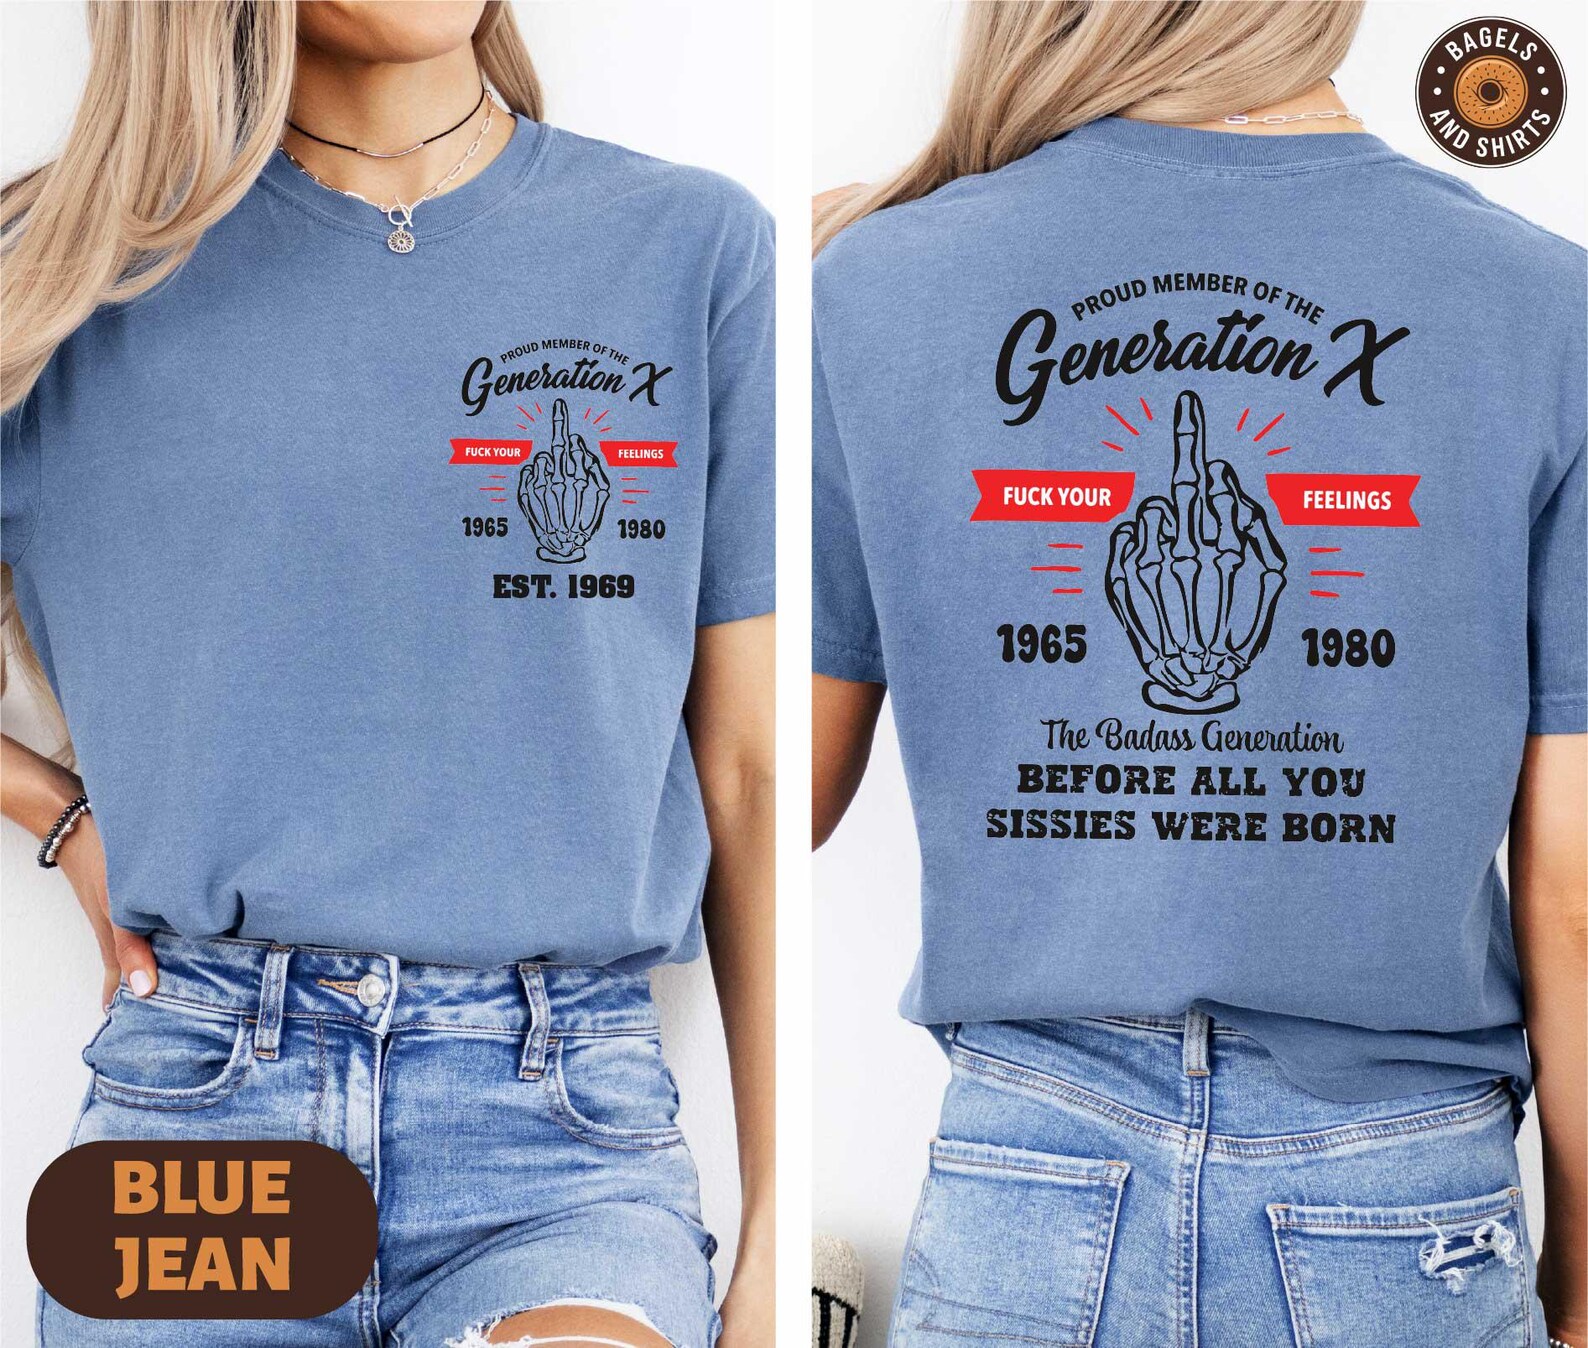 PROUD MEMBER OF THE
Generation X
FUCK YOUR
FEELINGS
1965
1980
EST. 1969
BLUE
JEAN
BAGELS
AND SHIRTS
PROUD MEMBER OF THE
Generation X
FUCK YOUR
FEELINGS
1965
1980
The Badass Generation
BEFORE ALL YOU
SISSIES WERE BORN